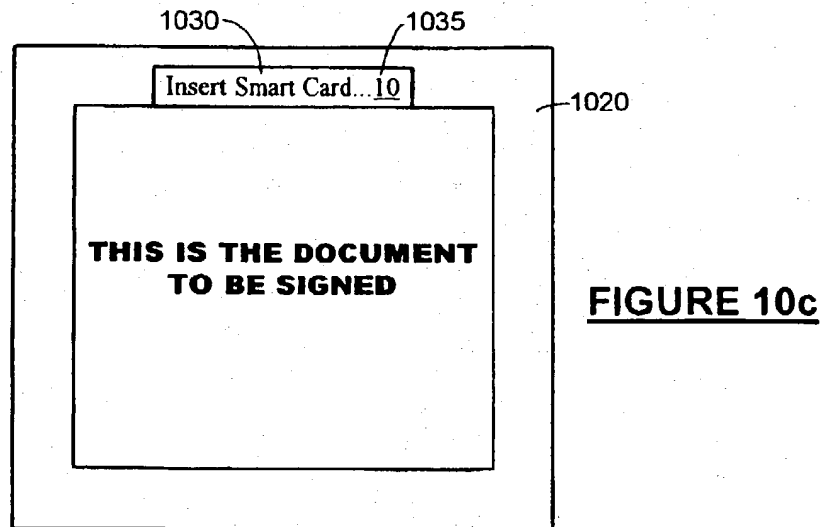 1030 1035
Insert Smart Card...10
1020
THIS IS THE DOCUMENT
TO BE SIGNED
FIGURE 10c